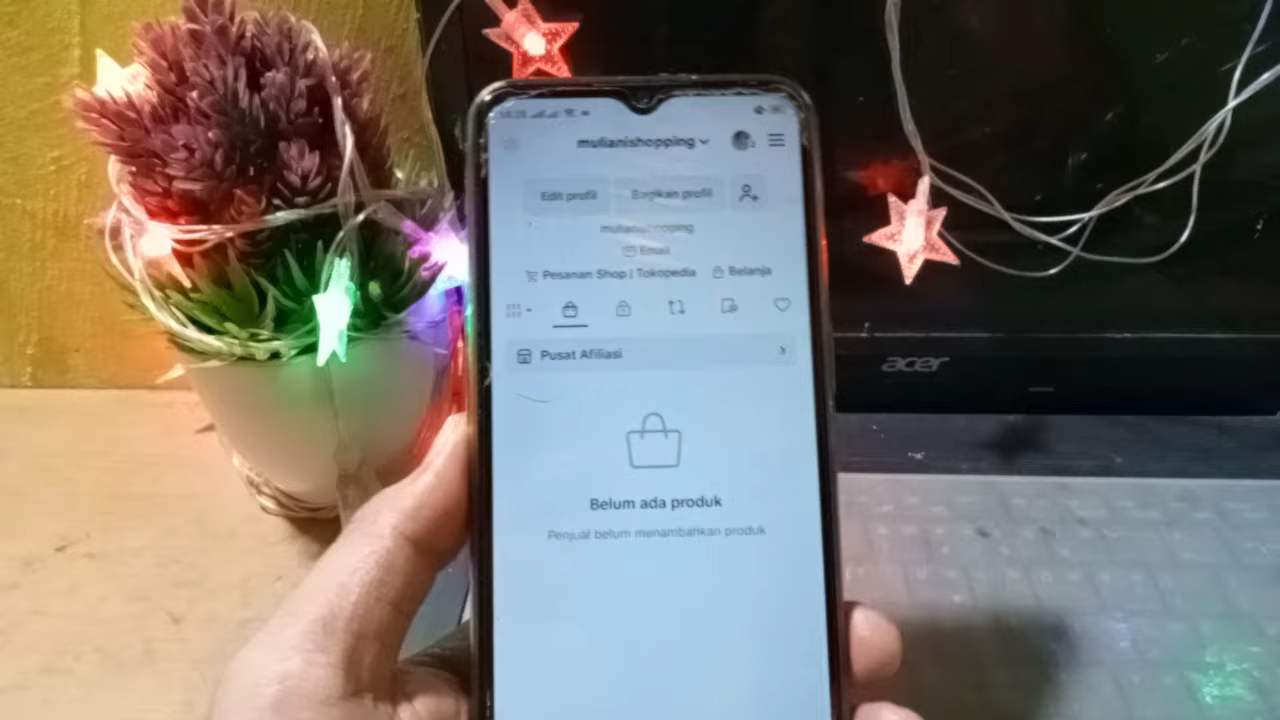 mulianishopping
Edit profil
Bagikan profil
mulianishopping
Email
Pesanan Shop | Tokopedia
Belanja
Pusat Afiliasi
Belum ada produk
Penjual belum menambahkan produk
acer